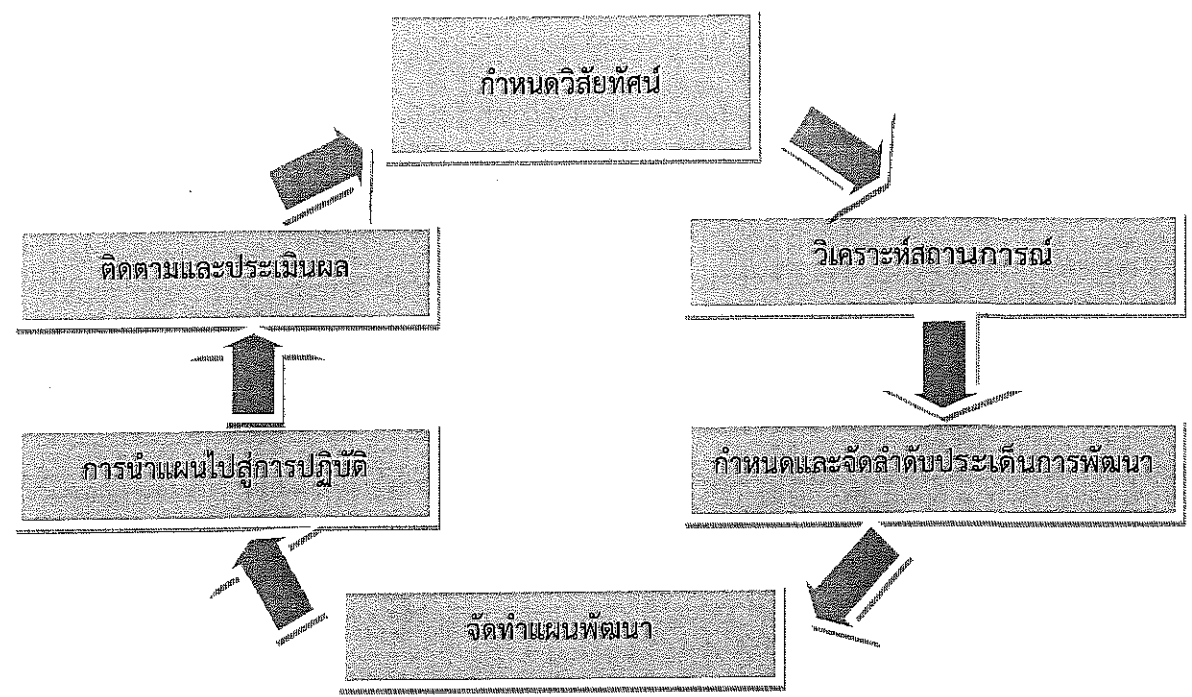 กำหนดวิสัยทัศน์
วิเคราะห์สถานการณ์
กำหนดและจัดลำดับประเด็นการพัฒนา
จัดทำแผนพัฒนา
การนำแผนไปสู่การปฏิบัติ
ติดตามและประเมินผล